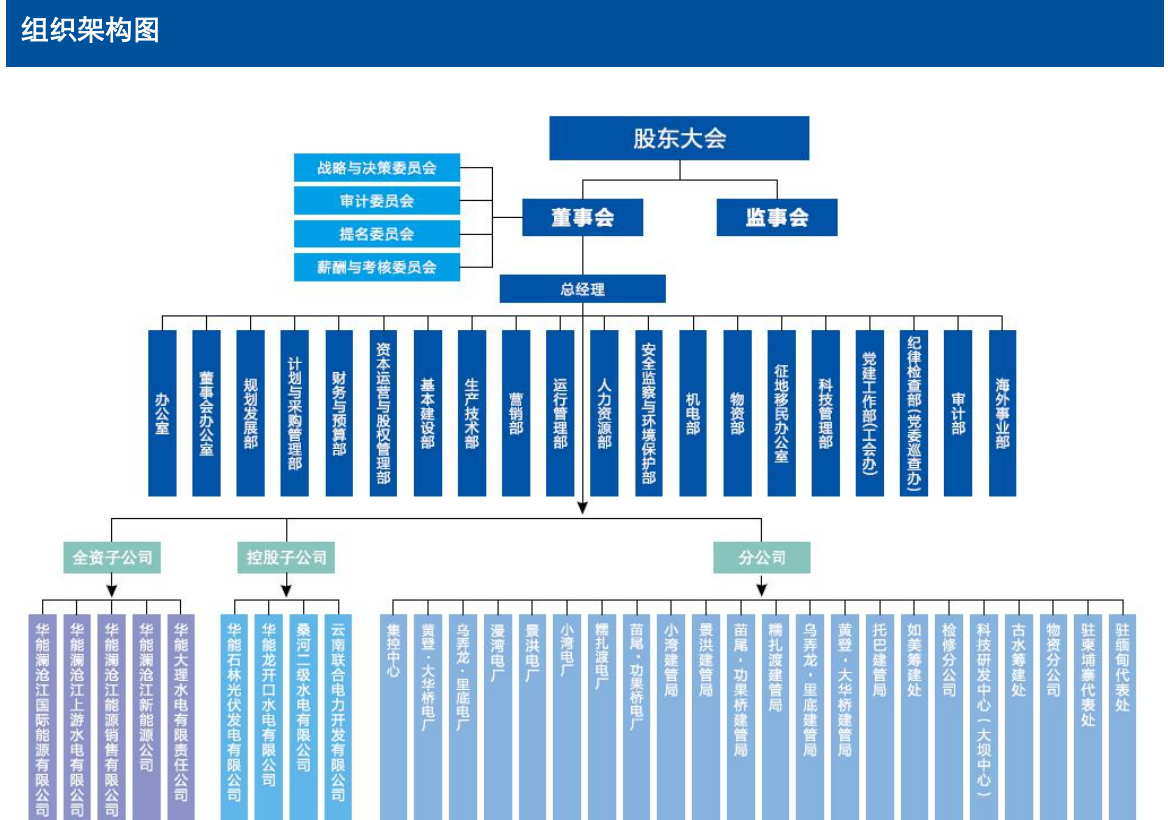 组织架构图
股东大会
战略与决策委员会
审计委员会
提名委员会
薪酬与考核委员会
董事会
监事会
总经理
办公室
董事会办公室
规划发展部
计划与采购管理部
财务与预算部
资本运营与股权管理部
基本建设部
生产技术部
营销部
运行管理部
人力资源部
安全监察与环境保护部
机电部
物资部
征地移民办公室
科技管理部
党建工作部(工会办)
纪律检查部(党委巡查办)
审计部
海外事业部
全资子公司
控股子公司
分公司
华能澜沧江国际能源有限公司
华能澜沧江上游水电有限公司
华能澜沧江能源销售有限公司
华能澜沧江新能源公司
华能大理水电有限责任公司
华能石林光伏发电有限公司
华能龙开口水电有限公司
桑河二级水电有限公司
云南联合电力开发有限公司
集控中心
黄登·大华桥电厂
乌弄龙·里底电厂
漫湾电厂
景洪电厂
小湾电厂
糯扎渡电厂
苗尾·功果桥电厂
小湾建管局
景洪建管局
苗尾·功果桥建管局
糯扎渡建管局
乌弄龙·里底建管局
黄登·大华桥建管局
托巴建管局
如美筹建处
检修分公司
科技研发中心(大坝中心)
古水筹建处
物资分公司
驻柬埔寨代表处
驻缅甸代表处